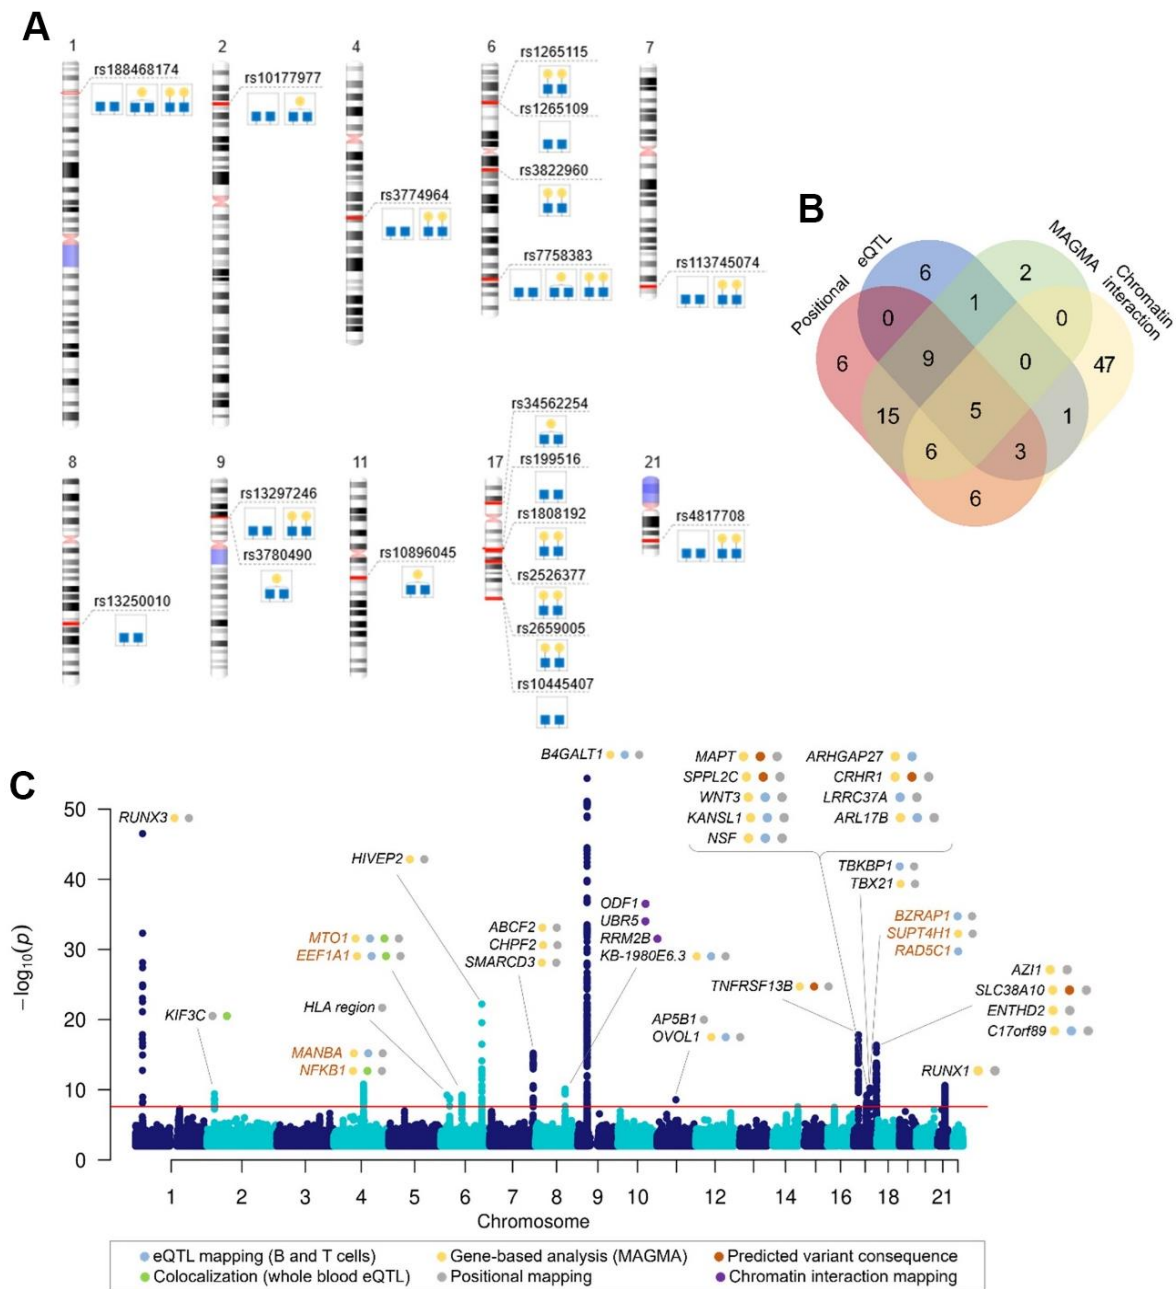 A
1
2
4
6
7
rs188468174
rs10177977
rs3774964
rs1265115
rs1265109
rs3822960
rs7758383
rs113745074
8
9
11
17
21
rs13250010
rs13297246
rs3780490
rs10896045
rs34562254
rs199516
rs1808192
rs2526377
rs2659005
rs10445407
rs4817708
B
Positional
eQTL
MAGMA
Chromatin
interaction
6
2
0
1
0
6
9
0
47
15
5
1
6
3
6
C
−log10(p)
50
40
30
20
10
0
RUNX3
KIF3C
MTO1
EEF1A1
MANBA
NFKB1
HIVEP2
HLA region
ABCF2
CHPF2
SMARCD3
B4GALT1
ODF1
UBR5
RRM2B
KB-1980E6.3
AP5B1
OVOL1
MAPT
SPPL2C
WNT3
KANSL1
NSF
ARHGAP27
CRHR1
LRRC37A
ARL17B
TBKBP1
TBX21
BZRAP1
SUPT4H1
RAD5C1
TNFRSF13B
AZI1
SLC38A10
ENTHD2
C17orf89
RUNX1
1 2 3 4 5 6 7 8 9 10 12 14 16 18 21
Chromosome
eQTL mapping (B and T cells) Gene-based analysis (MAGMA) Predicted variant consequence
Colocalization (whole blood eQTL) Positional mapping Chromatin interaction mapping